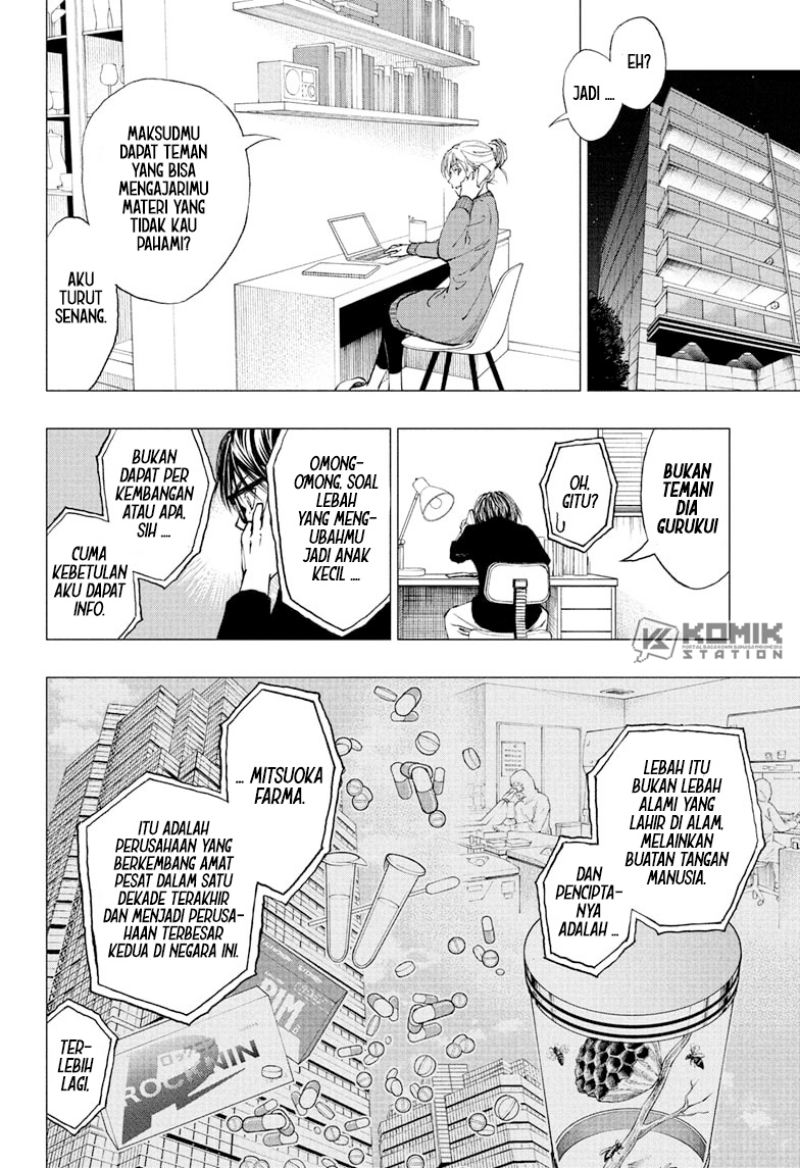 EH?
JADI ....
MAKSUDMU
DAPAT TEMAN
YANG BISA
MENGAJARIMU
MATERI YANG
TIDAK KAU
PAHAMI?
AKU
TURUT
SENANG.
BUKAN
TEMANI
DIA
GURUKU!
OH,
GITU?
OMONG-
OMONG, SOAL
LEBAH
YANG MENG-
UBAHMU
JADI ANAK
KECIL ....
BUKAN
DAPAT PER
KEMBANGAN
ATAU APA,
SIH ....
CUMA
KEBETULAN
AKU DAPAT
INFO.
KOMIK
STATION
LEBAH ITU
BUKAN LEBAH
ALAMI YANG
LAHIR DI ALAM,
MELAINKAN
BUATAN TANGAN
MANUSIA.
DAN
PENCIPTA-
NYA
ADALAH ...
... MITSUOKA
FARMA.
ITU ADALAH
PERUSAHAAN YANG
BERKEMBANG AMAT
PESAT DALAM SATU
DEKADE TERAKHIR
DAN MENJADI PERUSA-
HAAN TERBESAR
KEDUA DI NEGARA INI.
TER-
LEBIH
LAGI,